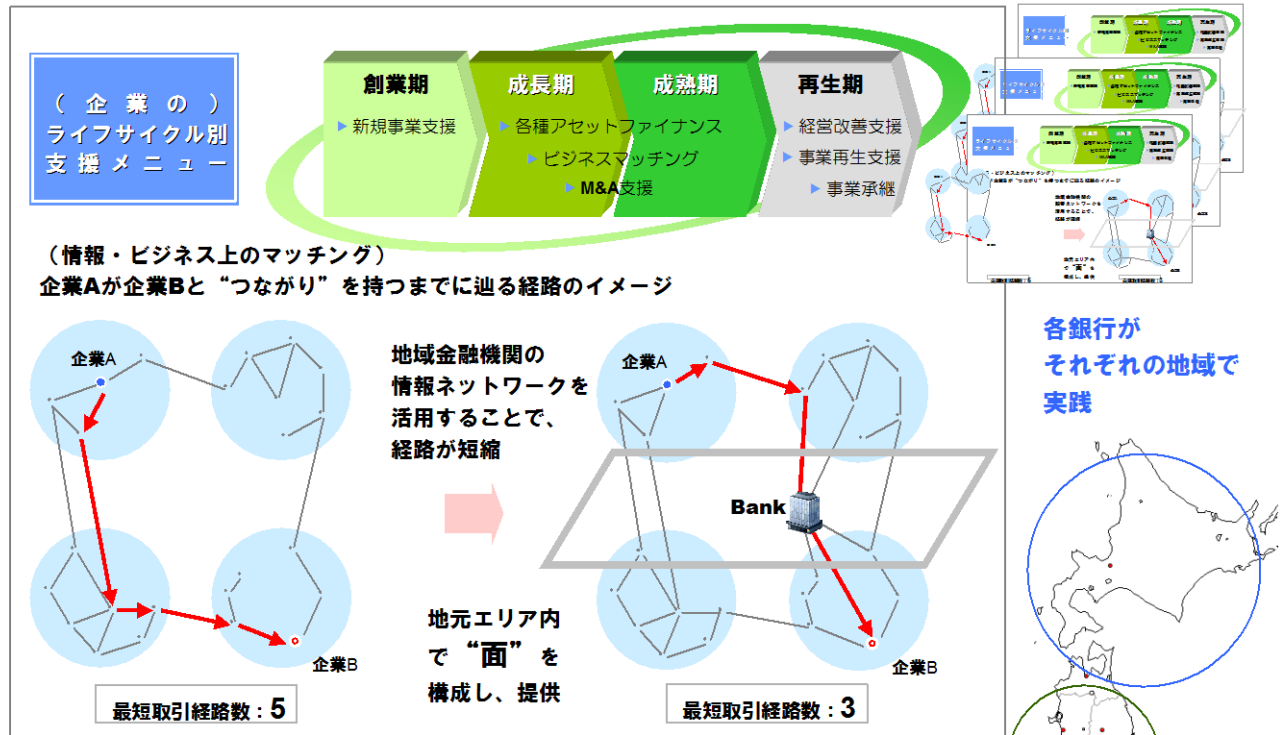 （企業の）
ライフサイクル別
支援メニュー
創業期
成長期
成熟期
再生期
▶新規事業支援
▶各種アセットファイナンス
▶ビジネスマッチング
▶M&A支援
▶経営改善支援
▶事業再生支援
▶事業承継
（情報・ビジネス上のマッチング）
企業Aが企業Bと“つながり”を持つまでに辿る経路のイメージ
企業A
企業B
最短取引経路数：5
地域金融機関の
情報ネットワークを
活用することで、
経路が短縮
地元エリア内
で“面”を
構成し、提供
企業A
Bank
企業B
最短取引経路数：3
各銀行が
それぞれの地域で
実践